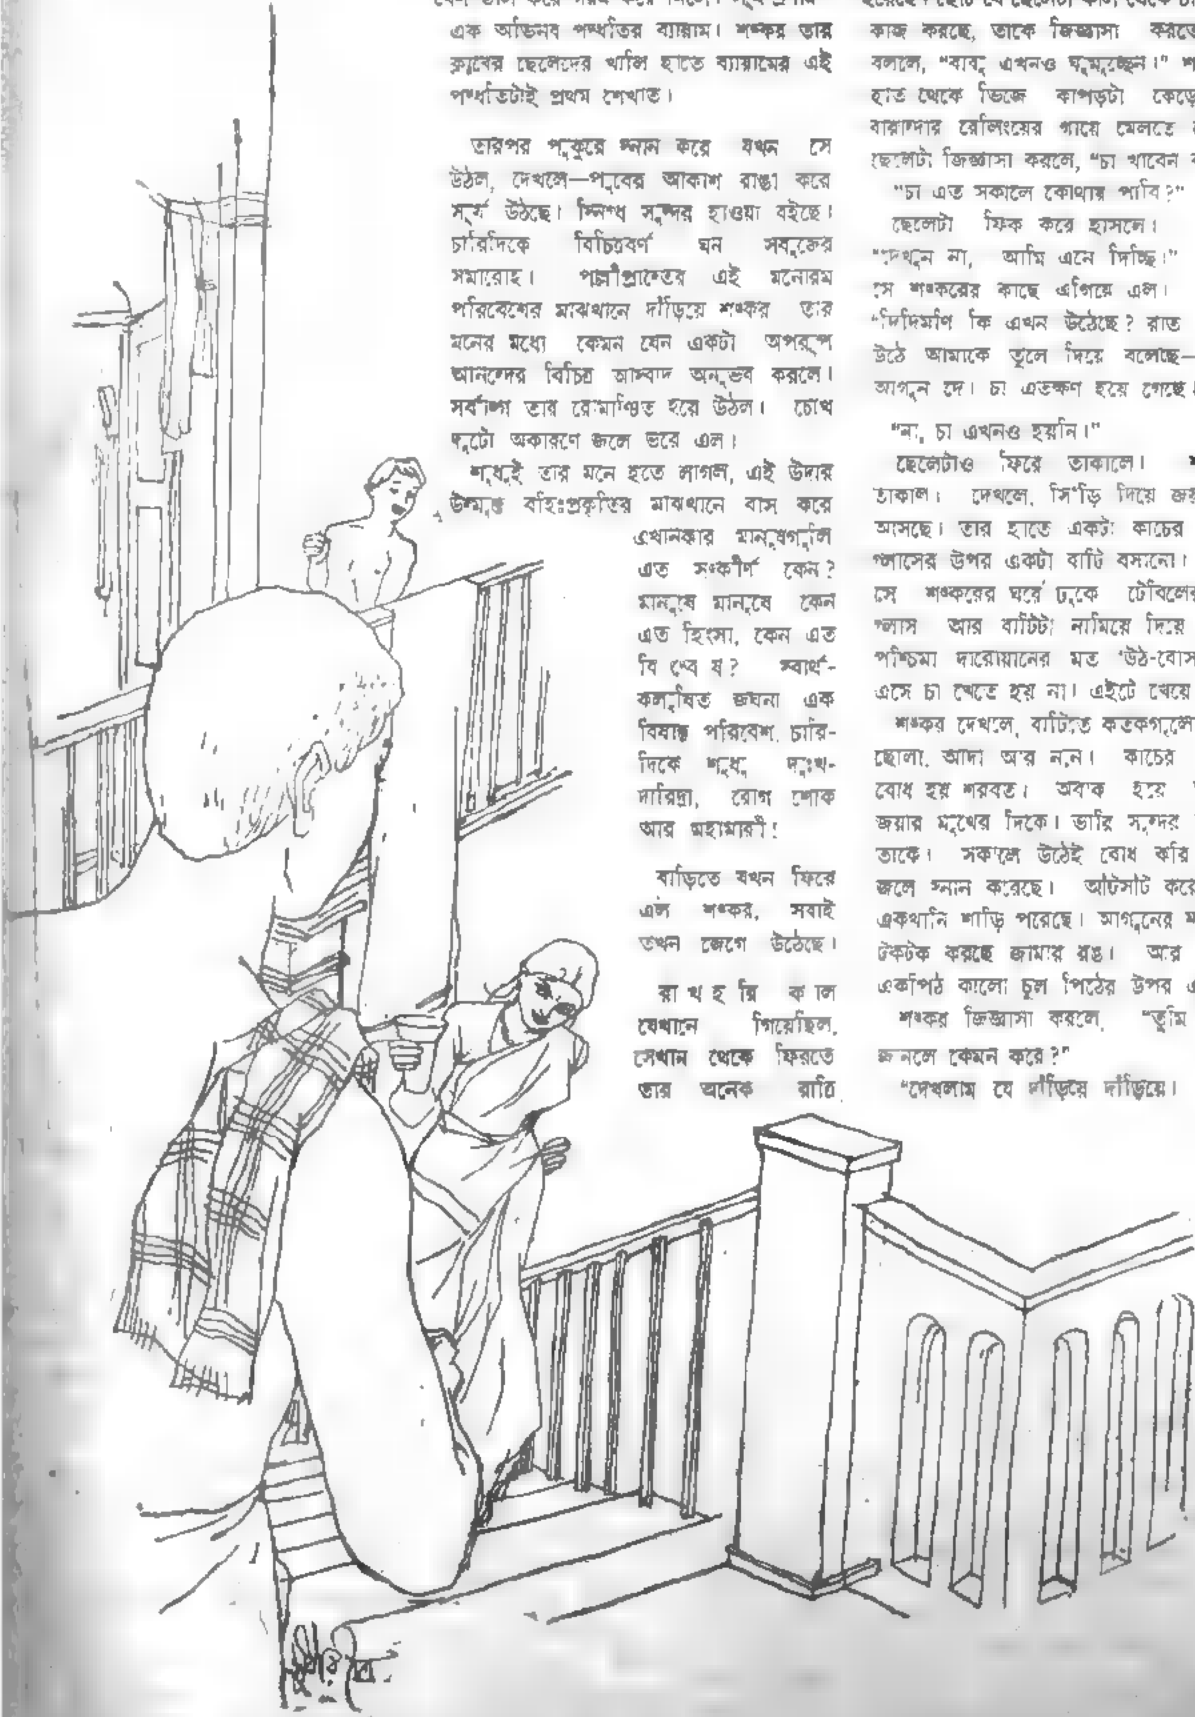 এক অভিনব পদ্ধতির ব্যায়াম। শঙ্কর তার
ক্লাবের ছেলেদের খালি হাতে ব্যায়ামের এই
পদ্ধতিটাই প্রথম শেখাত।
তারপর পুকুরে স্নান করে যখন সে
উঠল, দেখলে—পুবের আকাশ রাঙা করে
সূর্য উঠছে। স্নিগ্ধ সুন্দর হাওয়া বইছে।
চারিদিকে বিচিত্রবর্ণ ঘন সবুজের
সমারোহ। পল্লীপ্রান্তের এই মনোরম
পরিবেশের মাঝখানে দাঁড়িয়ে শঙ্কর তার
মনের মধ্যে কেমন যেন একটা অপরূপ
আনন্দের বিচিত্র আস্বাদ অনুভব করলে।
সর্বাঙ্গ তার রোমাঞ্চিত হয়ে উঠল। চোখ
দুটো অকারণে জলে ভরে এল।
শুধুই তার মনে হতে লাগল, এই উদার
উন্মুক্ত বহিঃপ্রকৃতির মাঝখানে বাস করে
এখানকার মানুষগুলি
এত সংকীর্ণ কেন?
মানুষে মানুষে কেন
এত হিংসা, কেন এত
বিদ্বেষ? স্বার্থ-
কলুষিত জঘন্য এক
বিষাক্ত পরিবেশ, চারি-
দিকে শুধু দুঃখ-
দারিদ্র্য, রোগ শোক
আর মহামারী!
বাড়িতে যখন ফিরে
এল শঙ্কর, সবাই
তখন জেগে উঠেছে।
রাখহরি কাল
যেখানে গিয়েছিল,
সেখান থেকে ফিরতে
তার অনেক রাত্রি
কাজ করছে, তাকে জিজ্ঞাসা করতে
বললে, “বাবু এখনও ঘুমুচ্ছেন।”
হাত থেকে ভিজে কাপড়টা কেড়ে
বারান্দার রেলিংয়ের গায়ে মেলতে
ছেলেটা জিজ্ঞাসা করলে, “চা খাবেন
“চা এত সকালে কোথায় পাবি?”
ছেলেটা ফিক করে হাসলে।
“দেখুন না, আমি এনে দিচ্ছি।”
সে শঙ্করের কাছে এগিয়ে এল।
“দিদিমণি কি এখন উঠেছে? রাত
উঠে আমাকে তুলে দিয়ে বলেছে—
আগুন দে। চা এতক্ষণ হয়ে গেছে।
“না, চা এখনও হয়নি।”
ছেলেটাও ফিরে তাকালে।
তাকাল। দেখলে, সিঁড়ি দিয়ে
আসছে। তার হাতে একটা কাচের
গ্লাসের উপর একটা বাটি বসানো।
সে শঙ্করের ঘরে ঢুকে টেবিলের
গ্লাস আর বাটিটা নামিয়ে দিয়ে
পশ্চিমা দারোয়ানের মত ‘উঠ-বোস
এসে চা খেতে হয় না। এইটে খেয়ে
শঙ্কর দেখলে, বাটিতে কতকগুলো
ছোলা, আদা আর নুন। কাচের
বোধ হয় শরবত। অবাক হয়ে
জয়ার মুখের দিকে। ভারি সুন্দর
তাকে। সকালে উঠেই বোধ করি
জলে স্নান করেছে। আঁটসাঁট করে
একখানি শাড়ি পরেছে। আগুনের
টকটক করছে জামার রঙ। আর
একপিঠ কালো চুল পিঠের উপর
শঙ্কর জিজ্ঞাসা করলে, “তুমি
জানলে কেমন করে?”
“দেখলাম যে দাঁড়িয়ে দাঁড়িয়ে।